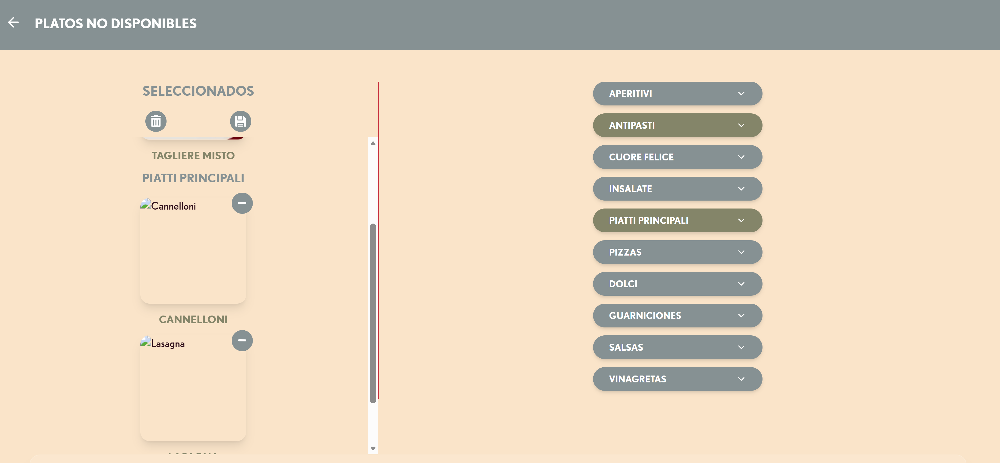 PLATOS NO DISPONIBLES
SELECCIONADOS
TAGLIERE MISTO
PIATTI PRINCIPALI
Cannelloni
CANNELLONI
Lasagna
LASAGNA
APERITIVI
ANTIPASTI
CUORE FELICE
INSALATE
PIATTI PRINCIPALI
PIZZAS
DOLCI
GUARNICIONES
SALSAS
VINAGRETAS